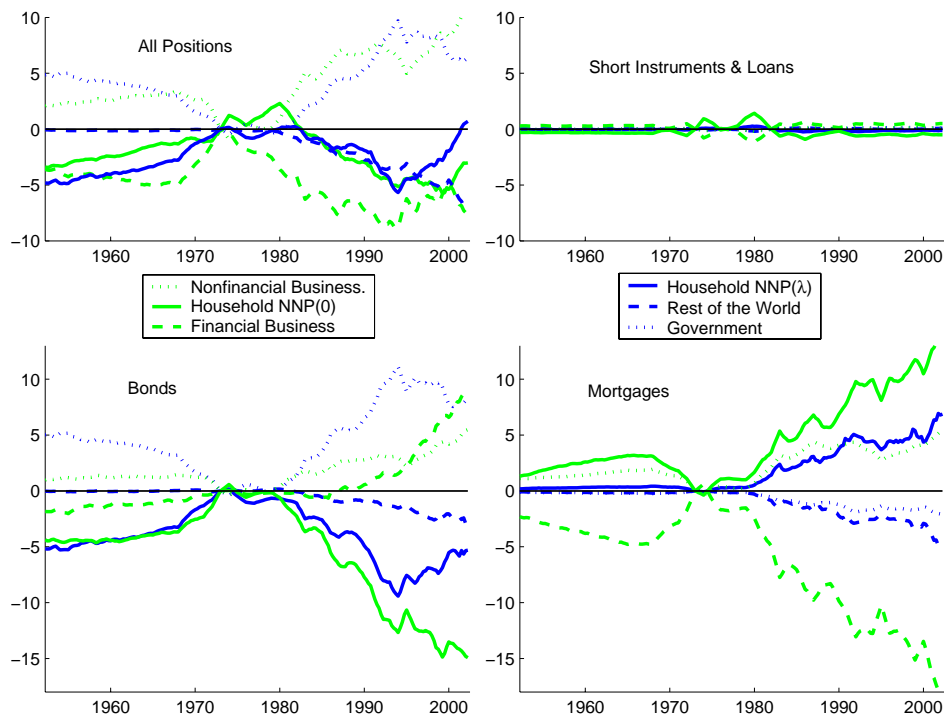 All Positions
10
5
0
−5
−10
1960 1970 1980 1990 2000
Short Instruments & Loans
10
5
0
−5
−10
1960 1970 1980 1990 2000
Nonfinancial Business.
Household NNP(0)
Financial Business
Household NNP(λ)
Rest of the World
Government
Bonds
10
5
0
−5
−10
−15
1960 1970 1980 1990 2000
Mortgages
10
5
0
−5
−10
−15
1960 1970 1980 1990 2000